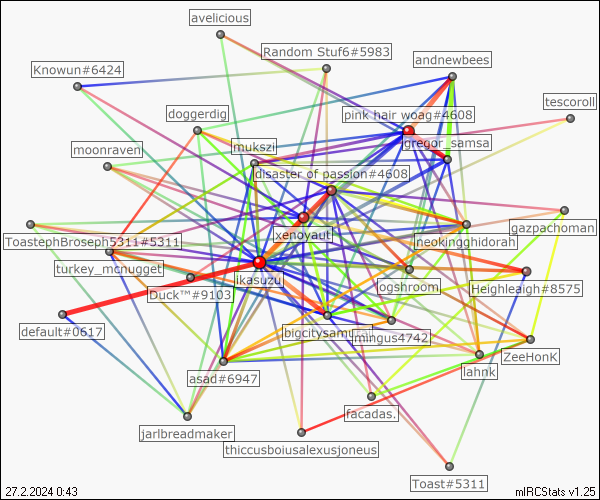 avelicious
Random Stuf6#5983
andnewbees
Knowun#6424
tescoroll
pink hair woag#4608
doggerdig
gregor_samsa
mukszi
moonraven
disaster of passion#4608
gazpachoman
xenoyaut
neokingghidorah
ToastephBroseph5311#5311
turkey_mcnugget
ikasuzu
ogshroom
Heighleigh#8575
Duck™#9103
default#0617
mingus4742
ZeeHonK
lahnk
asad#6947
facadas.
jarlbreadmaker
thiccusboiusalexusjoneus
Toast#5311
27.2.2024 0:43
mIRCStats v1.25